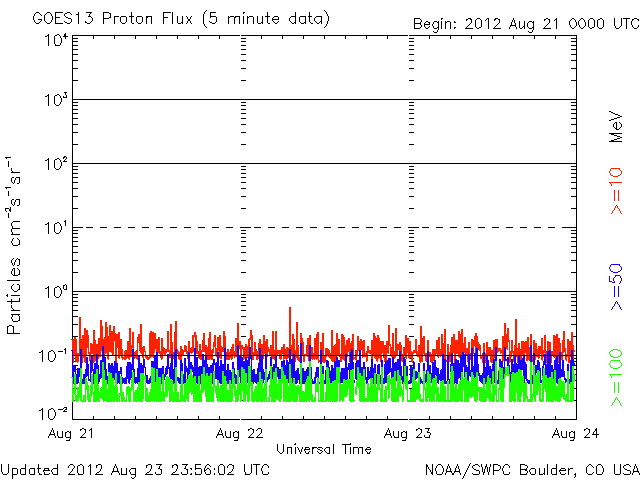 GOES13 Proton Flux (5 minute data)
Begin: 2012 Aug 21 0000 UTC
Particles cm⁻²s⁻¹sr⁻¹
10⁴
10³
10²
10¹
10⁰
10⁻¹
10⁻²
Aug 21
Aug 22
Aug 23
Aug 24
Universal Time
MeV
>=10
>=50
>=100
Updated 2012 Aug 23 23:56:02 UTC
NOAA/SWPC Boulder, CO USA